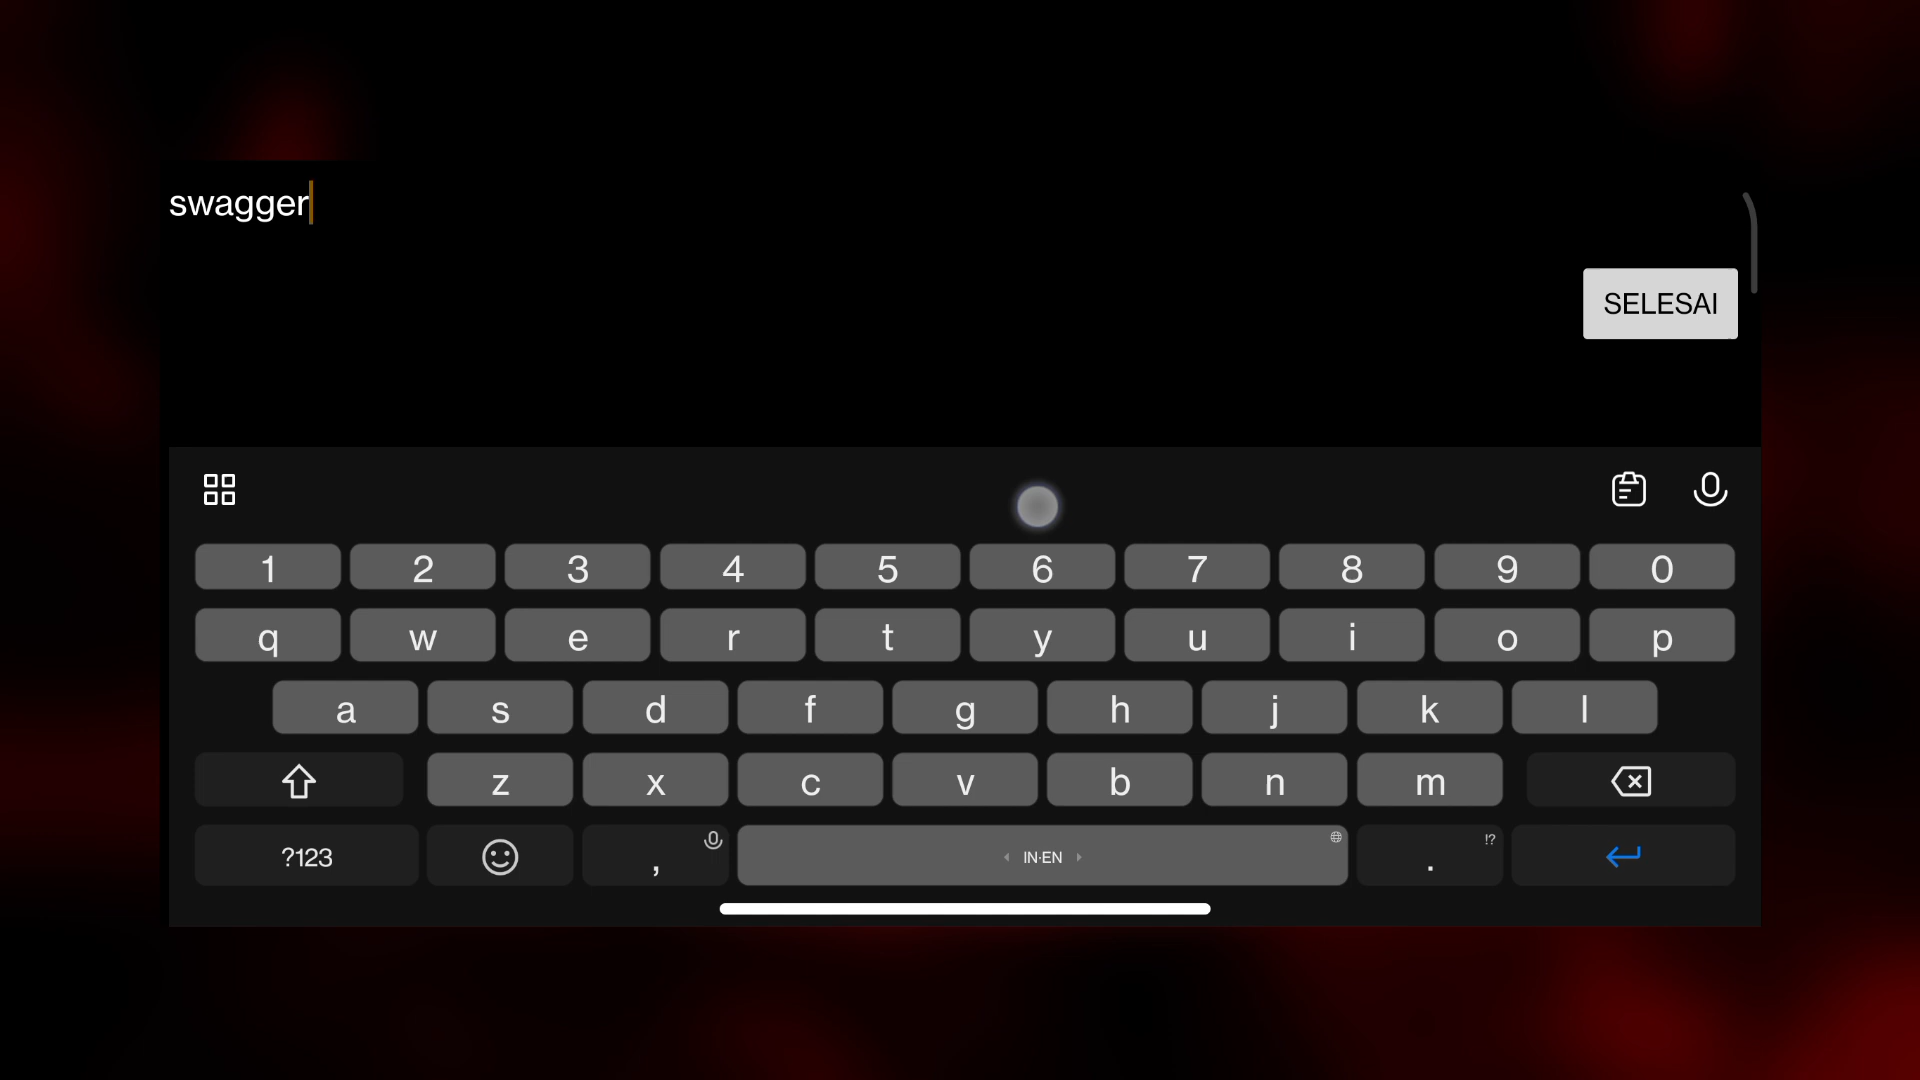 swagger
SELESAI
1 2 3 4 5 6 7 8 9 0
q w e r t y u i o p
a s d f g h j k l
z x c v b n m
?123 , IN·EN !? .